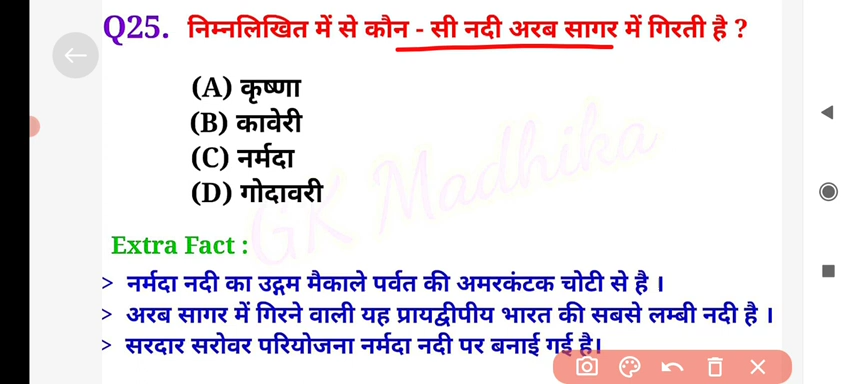 Q25. निम्नलिखित में से कौन - सी नदी अरब सागर में गिरती है ?
(A) कृष्णा
(B) कावेरी
(C) नर्मदा
(D) गोदावरी
GK Madhika
Extra Fact :
> नर्मदा नदी का उद्गम मैकाले पर्वत की अमरकंटक चोटी से है ।
> अरब सागर में गिरने वाली यह प्रायद्वीपीय भारत की सबसे लम्बी नदी है ।
> सरदार सरोवर परियोजना नर्मदा नदी पर बनाई गई है।